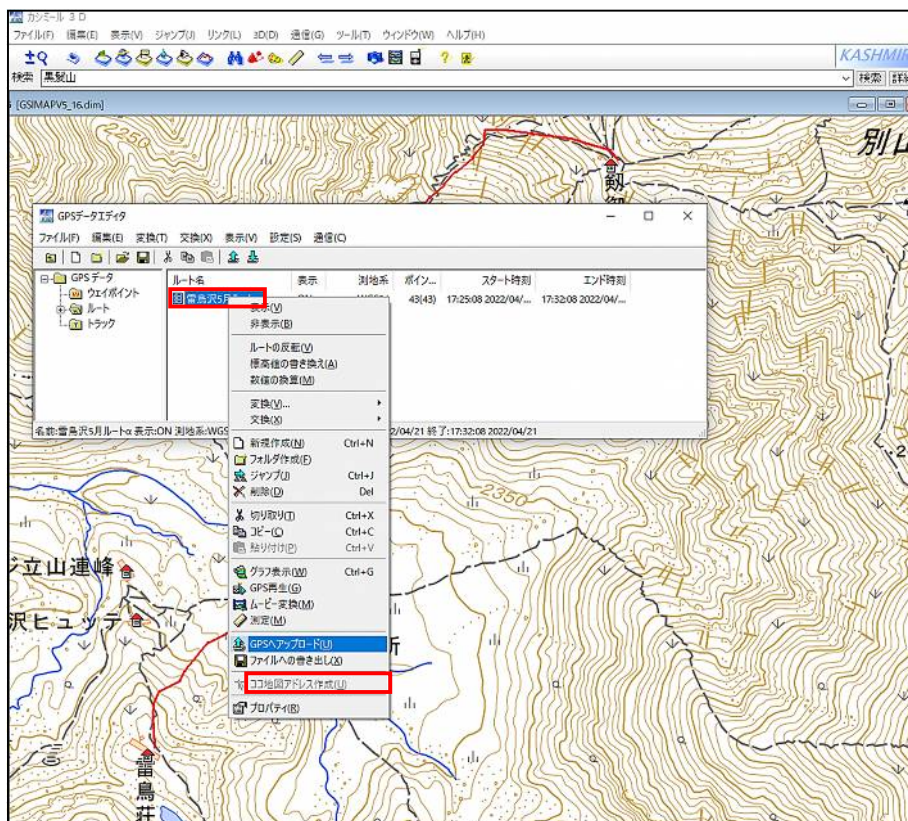 カシミール 3D
ファイル(F) 編集(E) 表示(V) ジャンプ(J) リンク(L) 3D(D) 通信(G) ツール(T) ウィンドウ(W) ヘルプ(H)
KASHMIR
検索 黒髪山 検索
[GSIMAPV5_16.dim]
2250
別山
剱御
GPSデータエディタ
ファイル(F) 編集(E) 変換(T) 交換(X) 表示(V) 設定(S) 通信(C)
GPS データ
ウェイポイント
ルート
トラック
ルート名 表示 測地系 ポイン... スタート時刻 エンド時刻
雷鳥沢5月 43(43) 17:25:08 2022/04/... 17:32:08 2022/04/...
表示(V)
非表示(B)
ルートの反転(V)
標高値の書き換え(A)
数値の換算(M)
変換(V)...
交換(X)
名前:雷鳥沢5月ルートα 表示:ON 測地系:WGS 2/04/21 終了:17:32:08 2022/04/21
新規作成(N) Ctrl+N
フォルダ作成(F)
ジャンプ(J) Ctrl+J
削除(D) Del
切り取り(T) Ctrl+X
コピー(C) Ctrl+C
貼り付け(P) Ctrl+V
グラフ表示(W) Ctrl+G
GPS再生(G)
ムービー変換(M)
測定(M)
GPSへアップロード(U)
ファイルへの書き出し(X)
ココ地図アドレス作成(U)
プロパティ(R)
2350
立山連峰
沢ヒュッテ
所
雷鳥荘